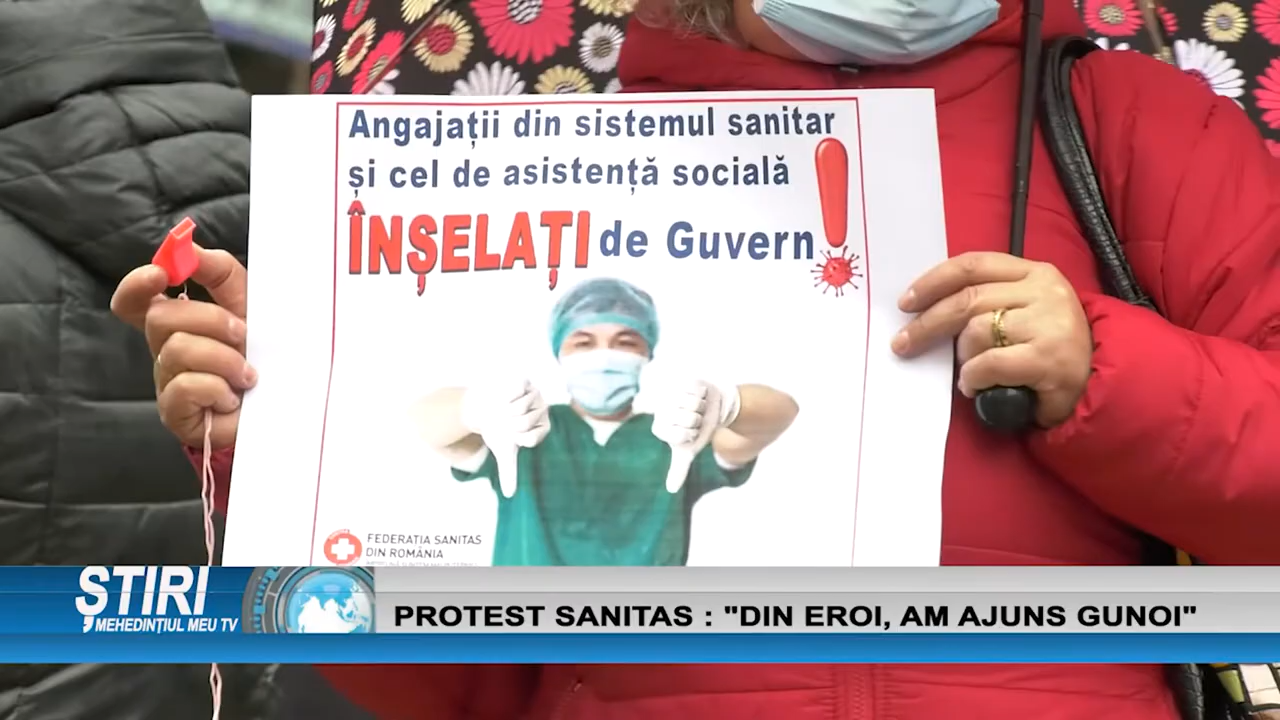 Angajații din sistemul sanitar
și cel de asistență socială
ÎNȘELAȚI de Guvern!
FEDERAȚIA SANITAS
DIN ROMÂNIA
ȘTIRI
MEHEDINȚIUL MEU TV
PROTEST SANITAS : "DIN EROI, AM AJUNS GUNOI"